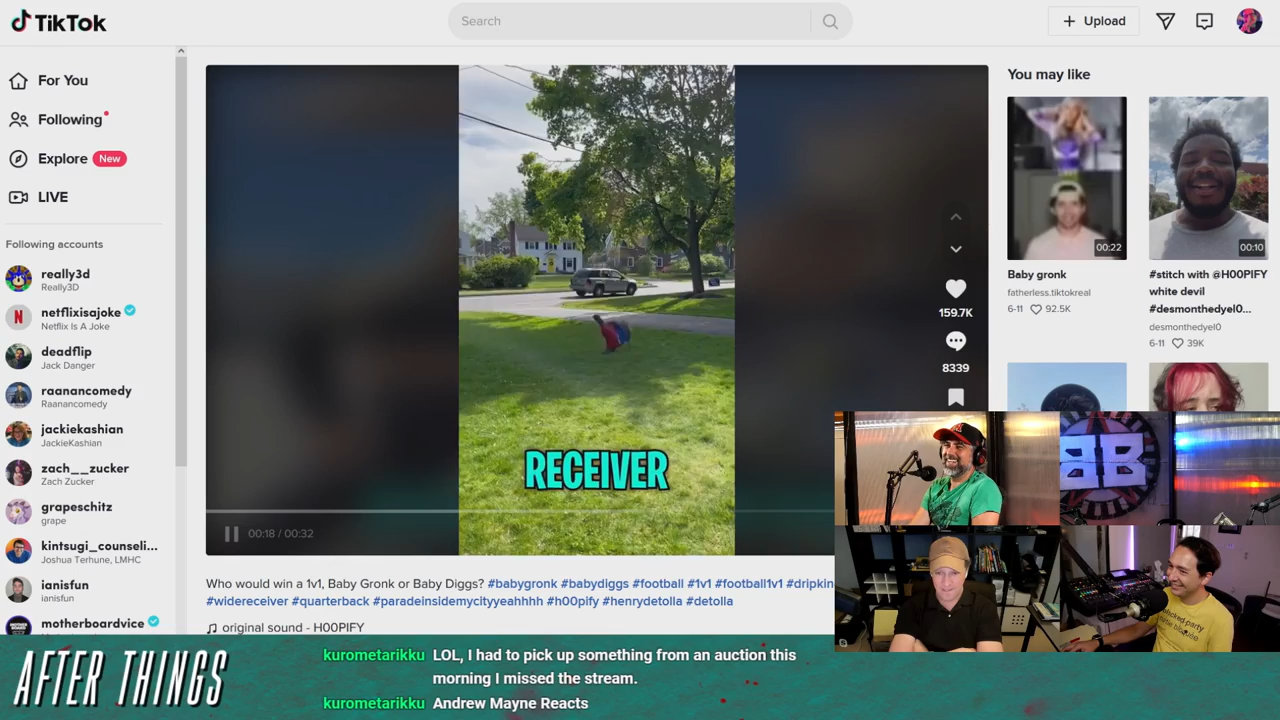 TikTok
Search
Upload
For You
Following
Explore New
LIVE
Following accounts
really3d
Really3D
netflixisajoke
Netflix Is A Joke
deadflip
Jack Danger
raanancomedy
Raanancomedy
jackiekashian
JackieKashian
zach__zucker
Zach Zucker
grapeschitz
grape
kintsugi_counseli...
Joshua Terhune, LMHC
ianisfun
ianisfun
motherboardvice
RECEIVER
00:18 / 00:32
159.7K
8339
Who would win a 1v1, Baby Gronk or Baby Diggs? #babygronk #babydiggs #football #1v1 #football1v1 #dripkin
#widereceiver #quarterback #paradeinsidemycityyeahhhh #h00pify #henrydetolla #detolla
original sound - H00PIFY
You may like
00:22
00:10
Baby gronk
fatherless.tiktokreal
6-11 92.5K
#stitch with @H00PIFY
white devil
#desmonthedyel0...
desmonthedyel0
6-11 39K
BB
AFTER THINGS
kurometarikku LOL, I had to pick up something from an auction this
morning I missed the stream.
kurometarikku Andrew Mayne Reacts